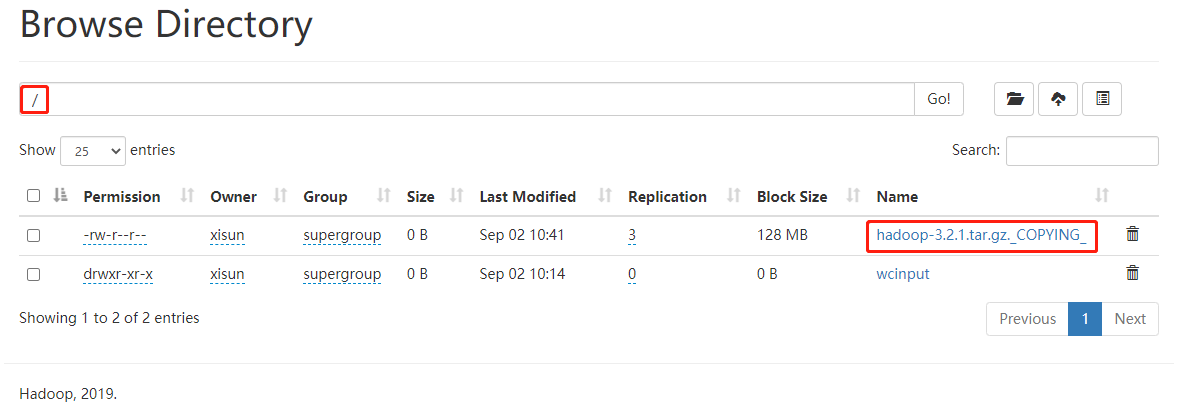 Browse Directory
/ Go!
Show 25 entries Search:
Permission Owner Group Size Last Modified Replication Block Size Name
-rw-r--r-- xisun supergroup 0 B Sep 02 10:41 3 128 MB hadoop-3.2.1.tar.gz._COPYING_
drwxr-xr-x xisun supergroup 0 B Sep 02 10:14 0 0 B wcinput
Showing 1 to 2 of 2 entries Previous 1 Next
Hadoop, 2019.